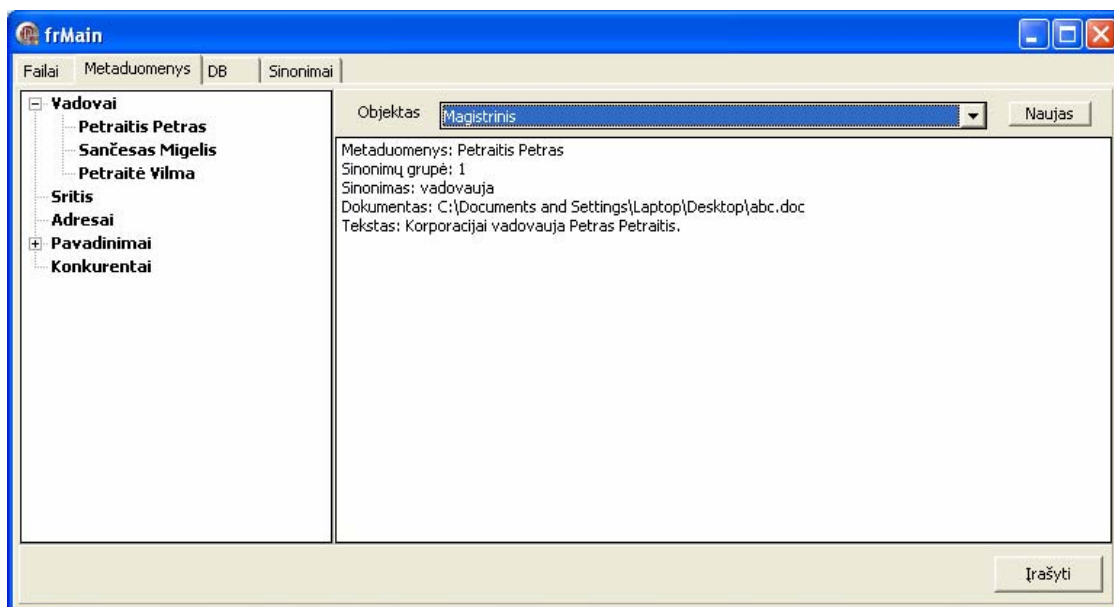 frMain
Failai Metaduomenys DB Sinonimai
Vadovai
Petraitis Petras
Sančesas Migelis
Petraitė Vilma
Sritis
Adresai
Pavadinimai
Konkurentai
Objektas Magistrinis Naujas
Metaduomenys: Petraitis Petras
Sinonimų grupė: 1
Sinonimas: vadovauja
Dokumentas: C:\Documents and Settings\Laptop\Desktop\abc.doc
Tekstas: Korporacijai vadovauja Petras Petraitis.
Įrašyti